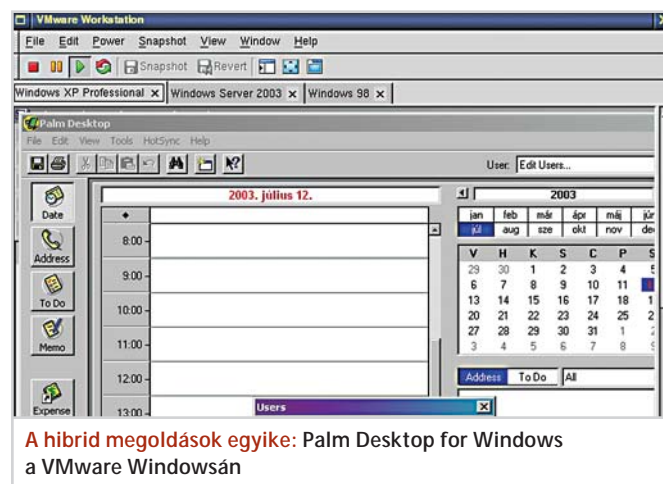 VMware Workstation
File Edit Power Snapshot View Window Help
Snapshot Revert
Windows XP Professional x Windows Server 2003 x Windows 98 x
Palm Desktop
File Edit View Tools HotSync Help
User: Edit Users...
2003. július 12.
2003
Date
Address
To Do
Memo
Expense
8:00
9:00
10:00
11:00
12:00
13:00
jan feb már ápr máj jún
júl aug sze okt nov dec
V H K S C P S
29 30 1 2 3 4 5
6 7 8 9 10 11
13 14 15 16 17 18 1
20 21 22 23 24 25 2
27 28 29 30 31 1 2
3 4 5 6 7 8 9
Address To Do All
Users
A hibrid megoldások egyike: Palm Desktop for Windows
a VMware Windowsán